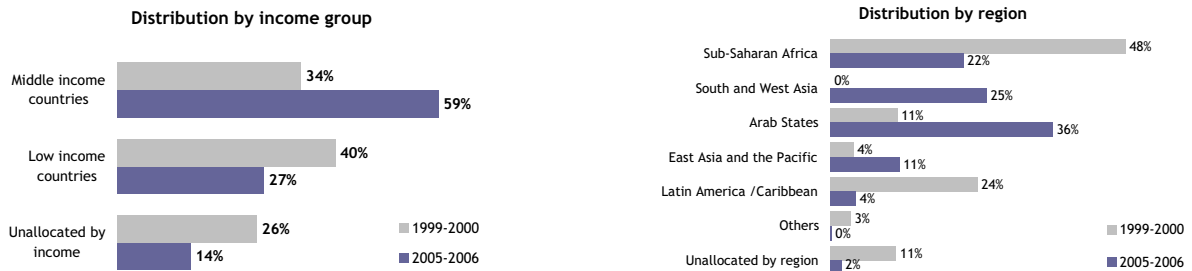 Distribution by income group
Middle income
countries
34%
59%
Low income
countries
40%
27%
Unallocated by
income
26%
14%
1999-2000
2005-2006
Distribution by region
Sub-Saharan Africa
48%
22%
South and West Asia
0%
25%
Arab States
11%
36%
East Asia and the Pacific
4%
11%
Latin America /Caribbean
24%
4%
Others
3%
0%
Unallocated by region
11%
2%
1999-2000
2005-2006